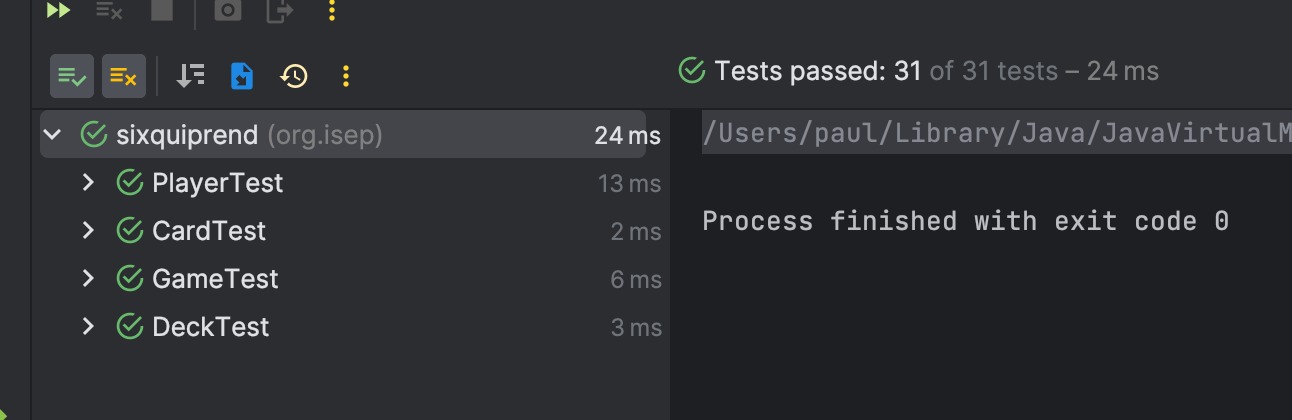 Tests passed: 31 of 31 tests – 24 ms
sixquiprend (org.isep) 24 ms
PlayerTest 13 ms
CardTest 2 ms
GameTest 6 ms
DeckTest 3 ms
/Users/paul/Library/Java/JavaVirtualM
Process finished with exit code 0